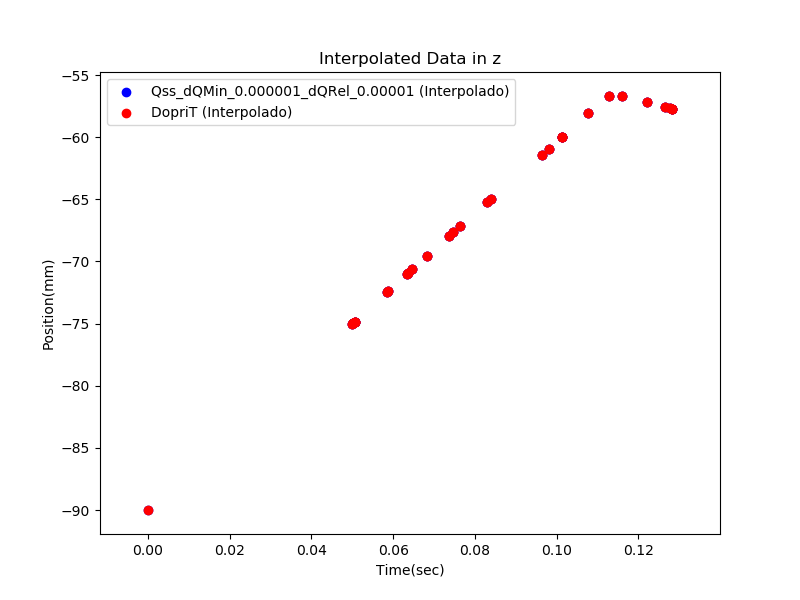 Interpolated Data in z
Qss_dQMin_0.000001_dQRel_0.00001 (Interpolado)
DopriT (Interpolado)
−55
−60
−65
−70
−75
−80
−85
−90
Position(mm)
0.00 0.02 0.04 0.06 0.08 0.10 0.12
Time(sec)